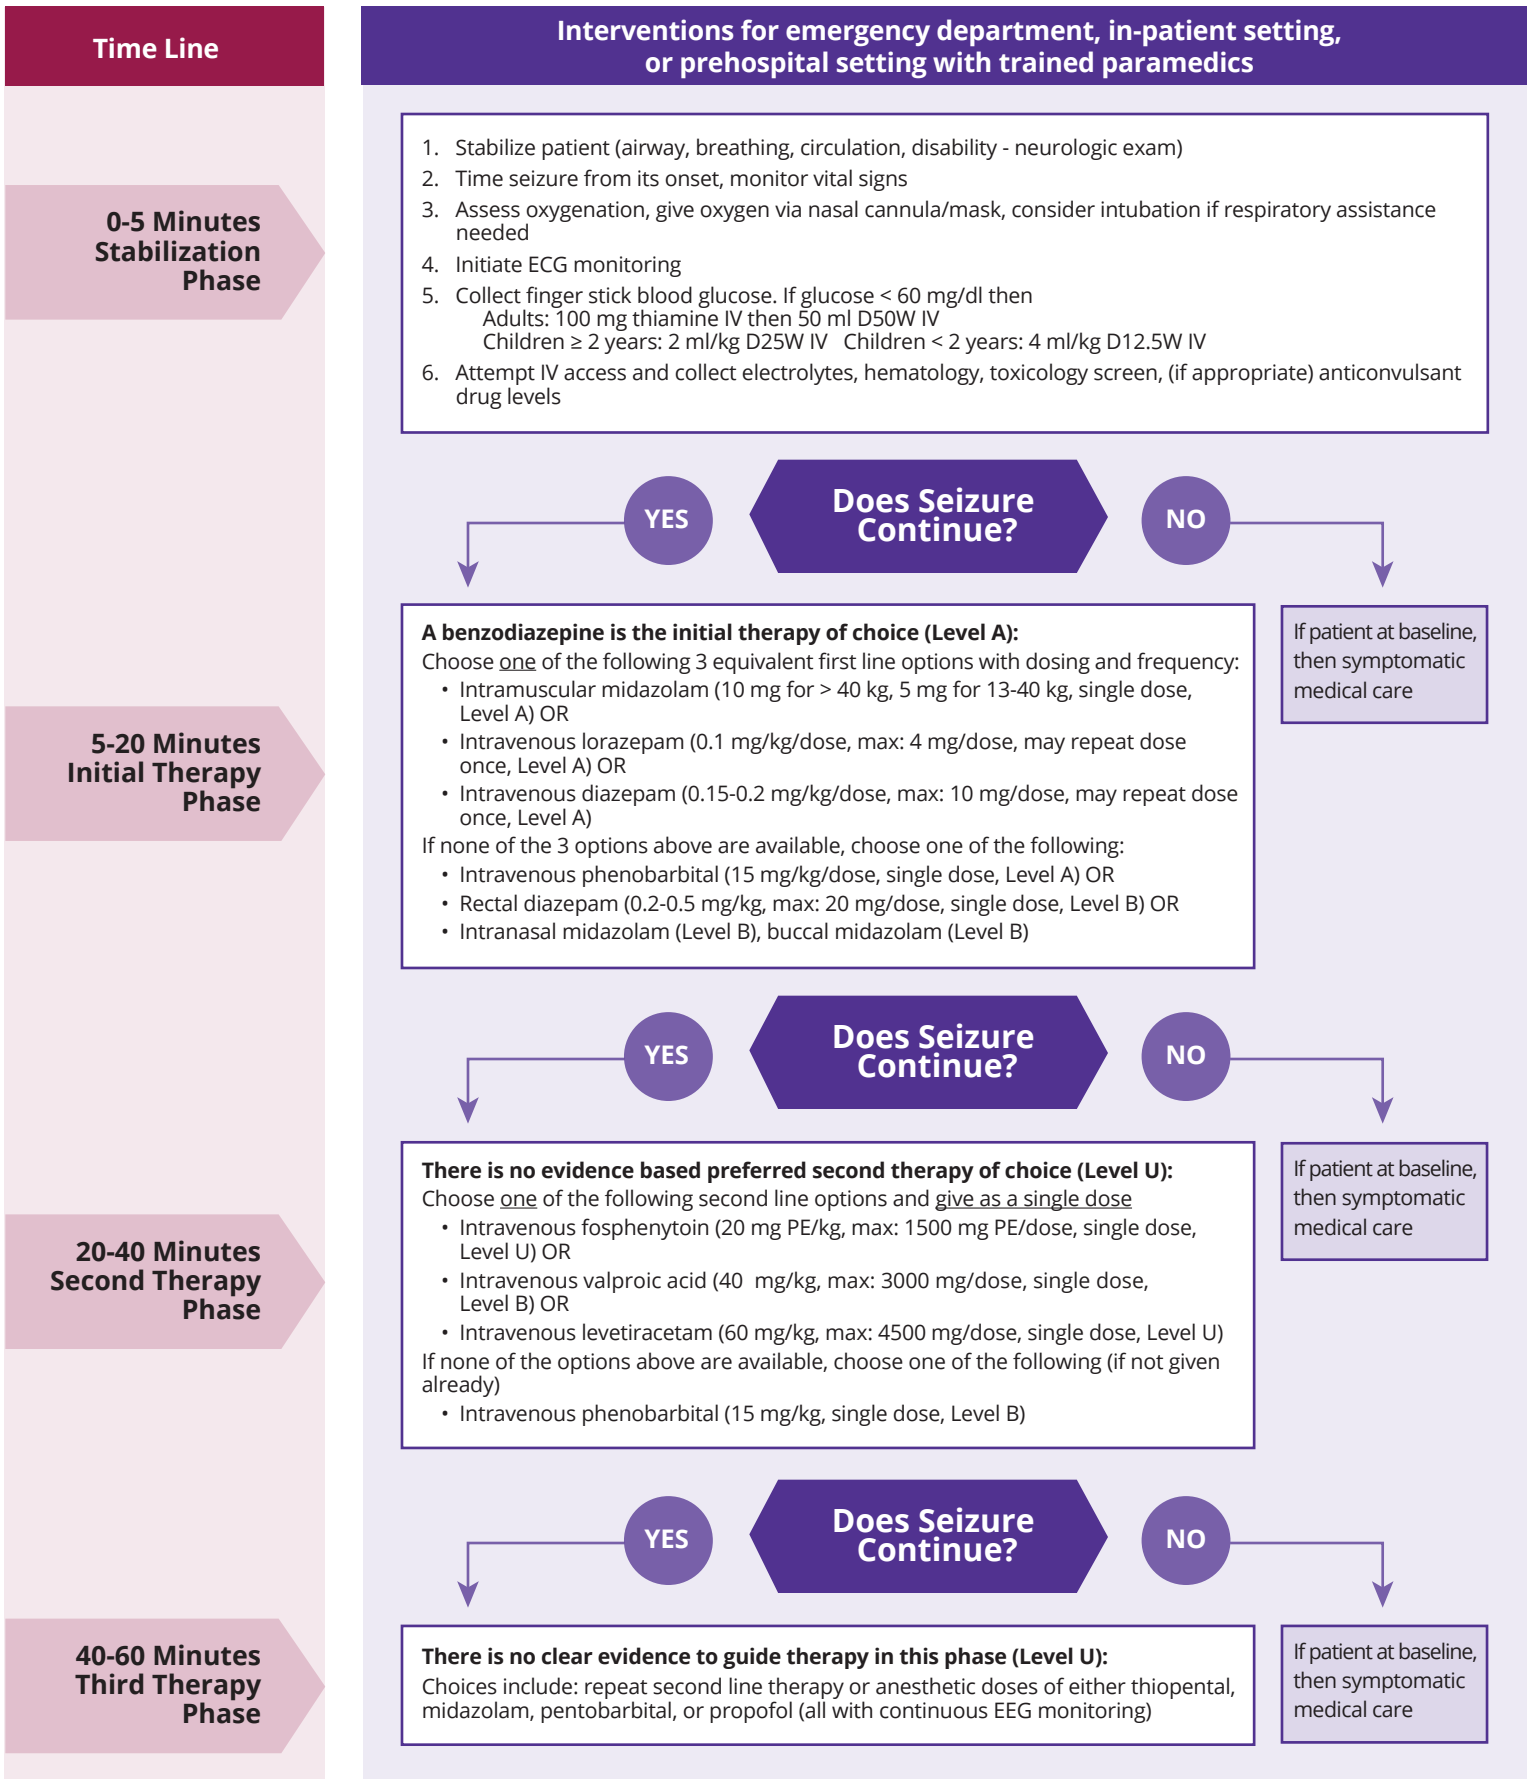 Time Line
Interventions for emergency department, in-patient setting,
or prehospital setting with trained paramedics
0-5 Minutes
Stabilization
Phase
1. Stabilize patient (airway, breathing, circulation, disability - neurologic exam)
2. Time seizure from its onset, monitor vital signs
3. Assess oxygenation, give oxygen via nasal cannula/mask, consider intubation if respiratory assistance
needed
4. Initiate ECG monitoring
5. Collect finger stick blood glucose. If glucose < 60 mg/dl then
Adults: 100 mg thiamine IV then 50 ml D50W IV
Children ≥ 2 years: 2 ml/kg D25W IV Children < 2 years: 4 ml/kg D12.5W IV
6. Attempt IV access and collect electrolytes, hematology, toxicology screen, (if appropriate) anticonvulsant
drug levels
YES
Does Seizure
Continue?
NO
5-20 Minutes
Initial Therapy
Phase
A benzodiazepine is the initial therapy of choice (Level A):
Choose one of the following 3 equivalent first line options with dosing and frequency:
• Intramuscular midazolam (10 mg for > 40 kg, 5 mg for 13-40 kg, single dose,
Level A) OR
• Intravenous lorazepam (0.1 mg/kg/dose, max: 4 mg/dose, may repeat dose
once, Level A) OR
• Intravenous diazepam (0.15-0.2 mg/kg/dose, max: 10 mg/dose, may repeat dose
once, Level A)
If none of the 3 options above are available, choose one of the following:
• Intravenous phenobarbital (15 mg/kg/dose, single dose, Level A) OR
• Rectal diazepam (0.2-0.5 mg/kg, max: 20 mg/dose, single dose, Level B) OR
• Intranasal midazolam (Level B), buccal midazolam (Level B)
If patient at baseline,
then symptomatic
medical care
YES
Does Seizure
Continue?
NO
20-40 Minutes
Second Therapy
Phase
There is no evidence based preferred second therapy of choice (Level U):
Choose one of the following second line options and give as a single dose
• Intravenous fosphenytoin (20 mg PE/kg, max: 1500 mg PE/dose, single dose,
Level U) OR
• Intravenous valproic acid (40 mg/kg, max: 3000 mg/dose, single dose,
Level B) OR
• Intravenous levetiracetam (60 mg/kg, max: 4500 mg/dose, single dose, Level U)
If none of the options above are available, choose one of the following (if not given
already)
• Intravenous phenobarbital (15 mg/kg, single dose, Level B)
If patient at baseline,
then symptomatic
medical care
YES
Does Seizure
Continue?
NO
40-60 Minutes
Third Therapy
Phase
There is no clear evidence to guide therapy in this phase (Level U):
Choices include: repeat second line therapy or anesthetic doses of either thiopental,
midazolam, pentobarbital, or propofol (all with continuous EEG monitoring)
If patient at baseline,
then symptomatic
medical care